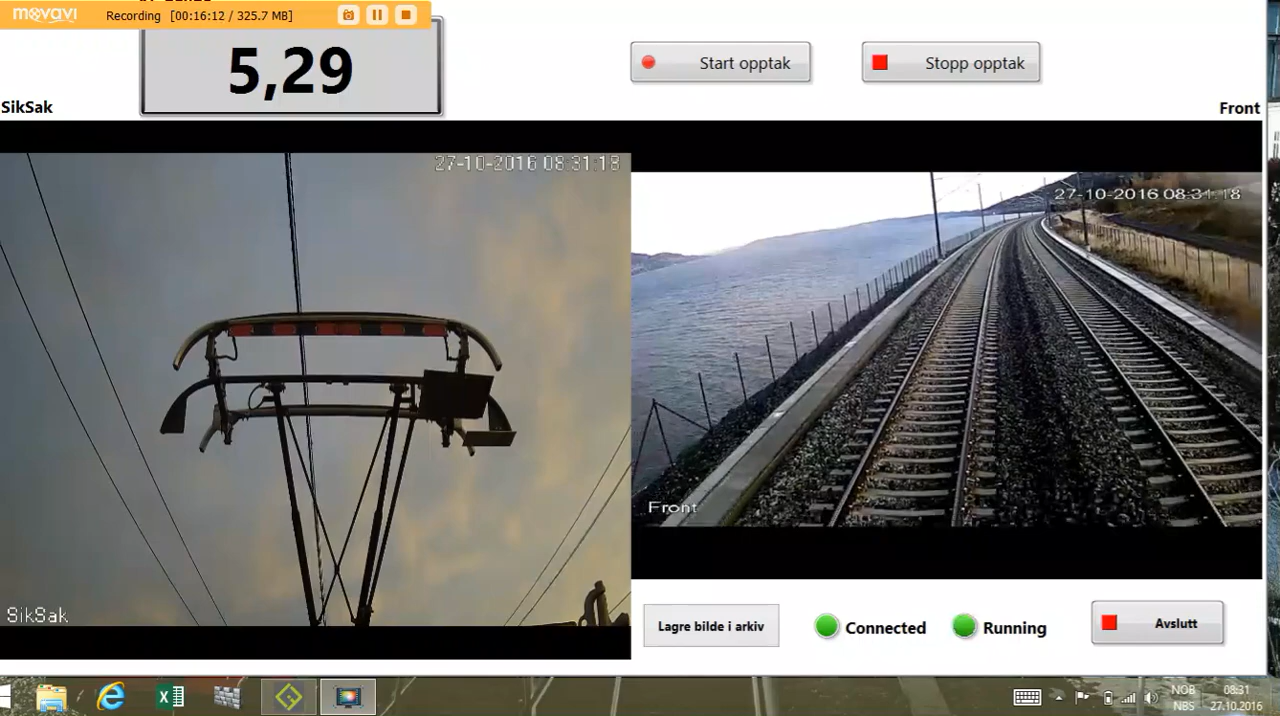 movavi
Recording [00:16:12 / 325.7 MB]
5,29
Start opptak
Stopp opptak
SikSak
Front
27-10-2016 08:31:18
27-10-2016 08:31:18
Front
SikSak
Lagre bilde i arkiv
Connected
Running
Avslutt
NOB
NBS
08:31
27.10.2016